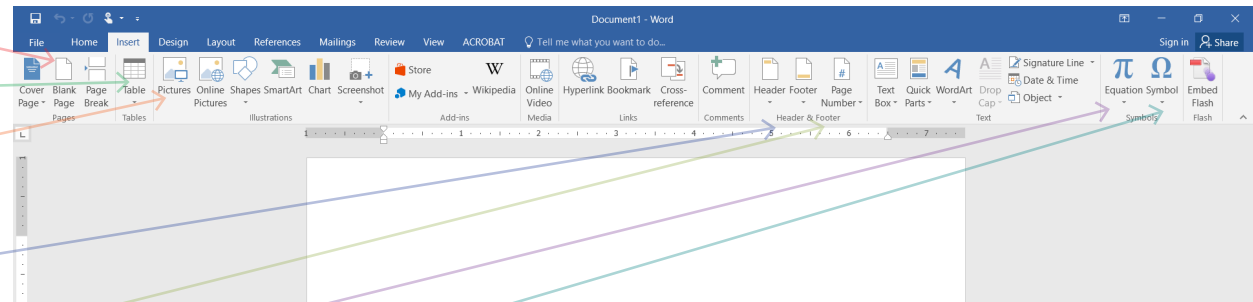 Document1 - Word
File Home Insert Design Layout References Mailings Review View ACROBAT Tell me what you want to do... Sign in Share
Store W Signature Line π Ω
Cover Blank Page Table Pictures Online Shapes SmartArt Chart Screenshot My Add-ins Wikipedia Online Hyperlink Bookmark Cross- Comment Header Footer Page Text Quick WordArt Drop Date & Time Equation Symbol Embed
Page Page Break Pictures Video reference Number Box Parts Cap Object Flash
Pages Tables Illustrations Add-ins Media Links Comments Header & Footer Text Symbols Flash
1 1 2 3 4 5 6 7